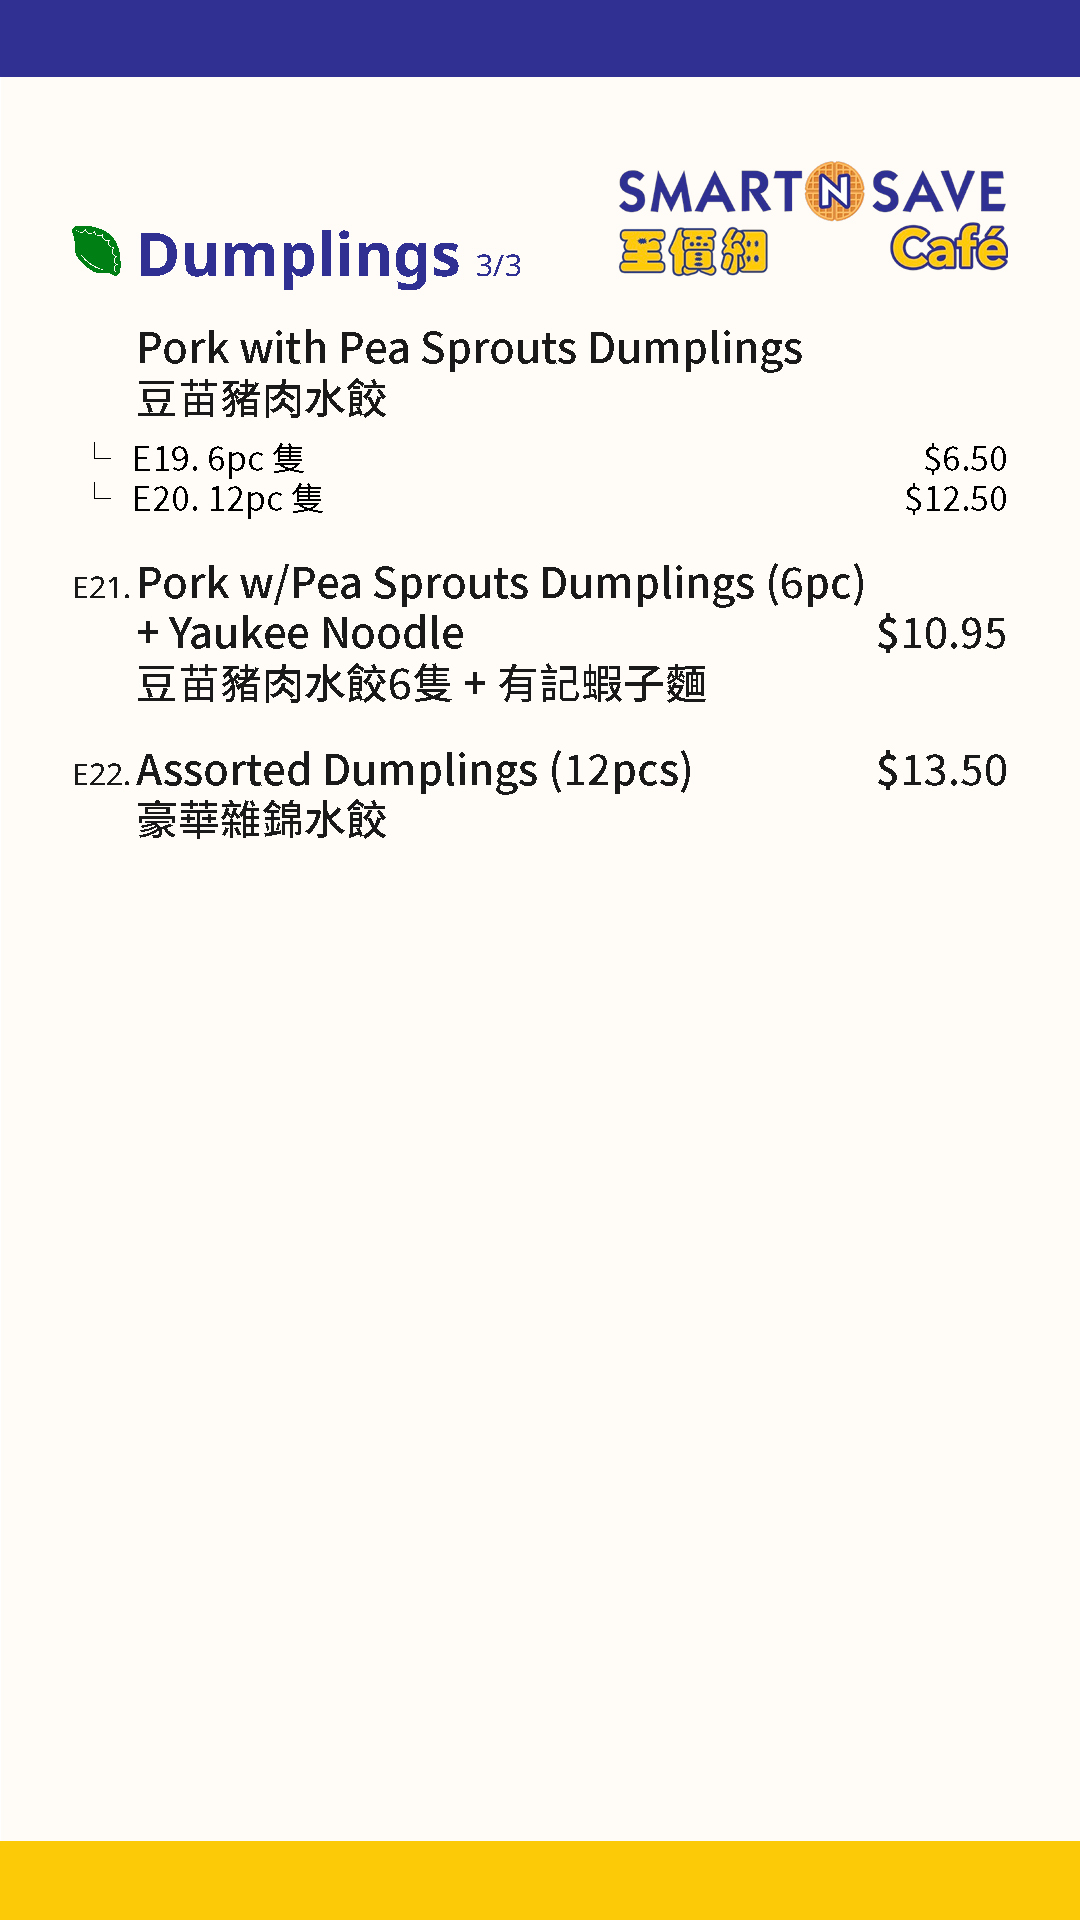 SMART N SAVE
至價細 Café
Dumplings 3/3
Pork with Pea Sprouts Dumplings
豆苗豬肉水餃
E19. 6pc 隻 $6.50
E20. 12pc 隻 $12.50
E21. Pork w/Pea Sprouts Dumplings (6pc)
+ Yaukee Noodle $10.95
豆苗豬肉水餃6隻 + 有記蝦子麵
E22. Assorted Dumplings (12pcs) $13.50
豪華雜錦水餃